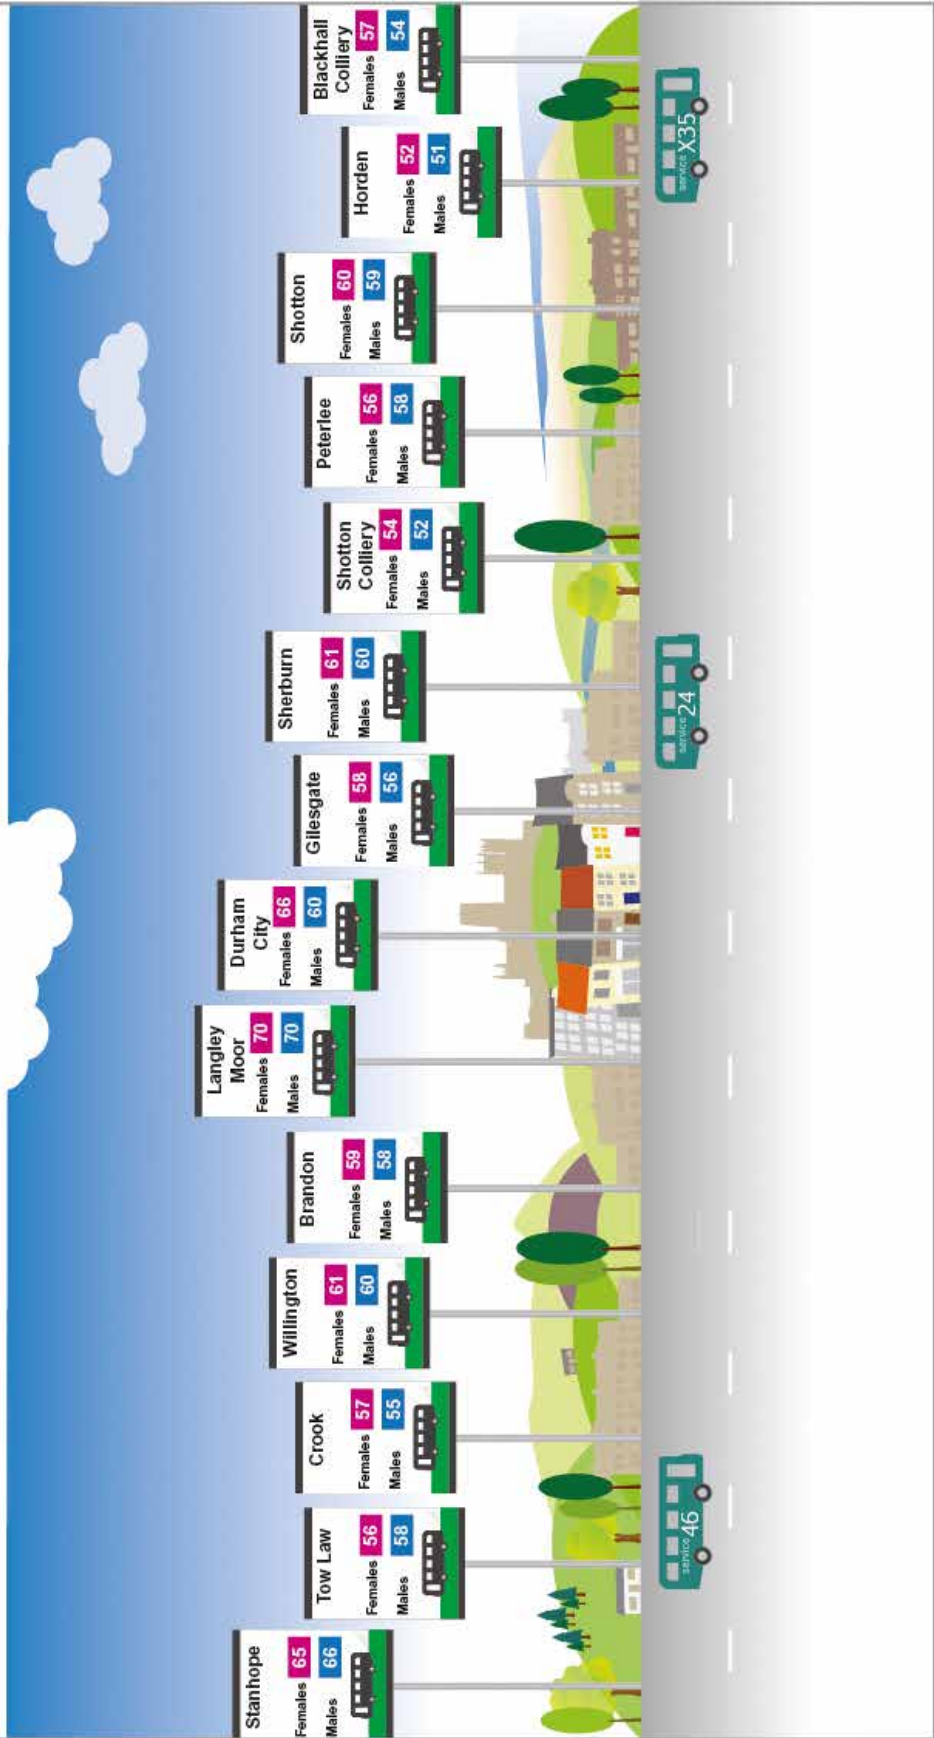 Stanhope
Females 65
Males 66
Tow Law
Females 56
Males 58
Crook
Females 57
Males 55
Willington
Females 61
Males 60
Brandon
Females 59
Males 58
Langley
Moor
Females 70
Males 70
Durham
City
Females 66
Males 60
Gilesgate
Females 58
Males 56
Sherburn
Females 61
Males 60
Shotton
Colliery
Females 54
Males 52
Peterlee
Females 56
Males 58
Shotton
Females 60
Males 59
Horden
Females 52
Males 51
Blackhall
Colliery
Females 57
Males 54
service 46
service 24
service X35